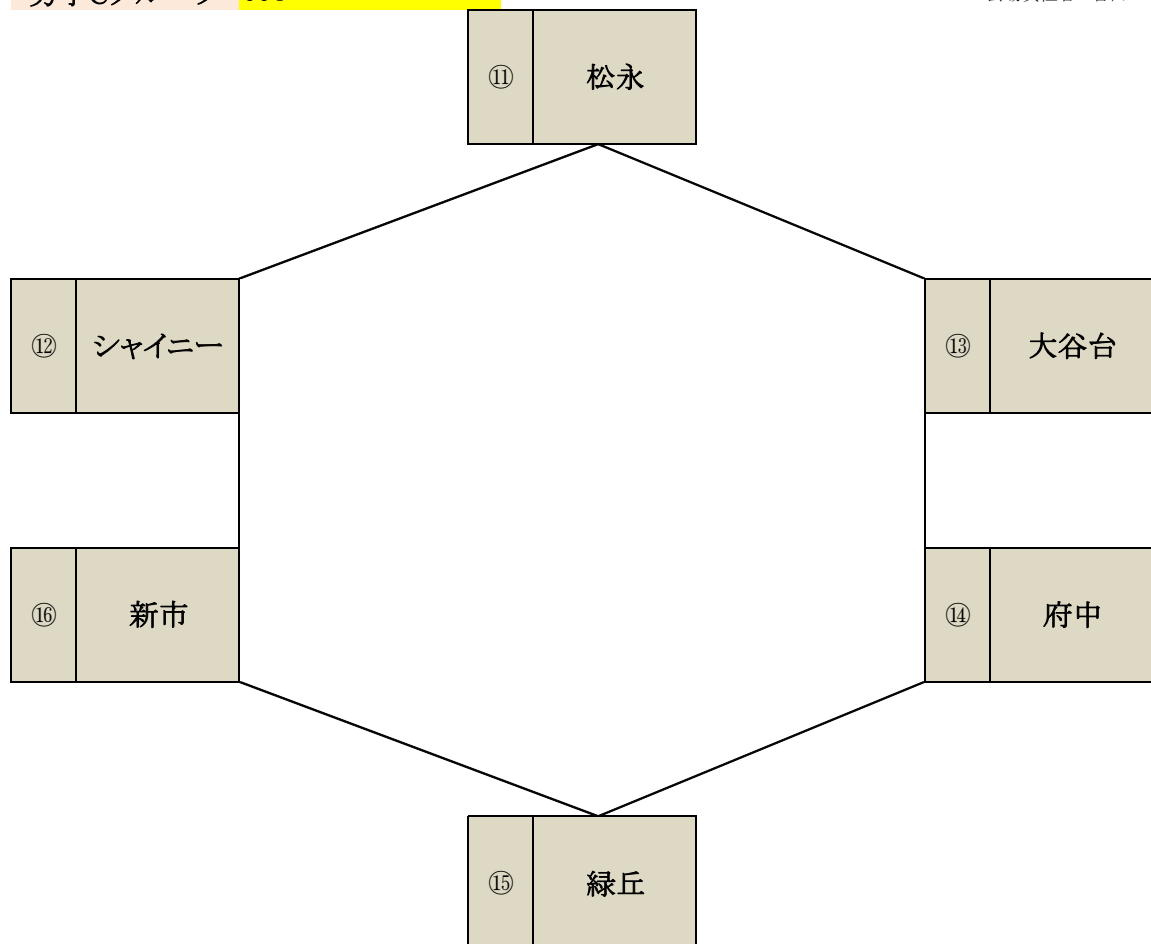 ⑪ 松永
⑫ シャイニー
⑬ 大谷台
⑯ 新市
⑭ 府中
⑮ 緑丘